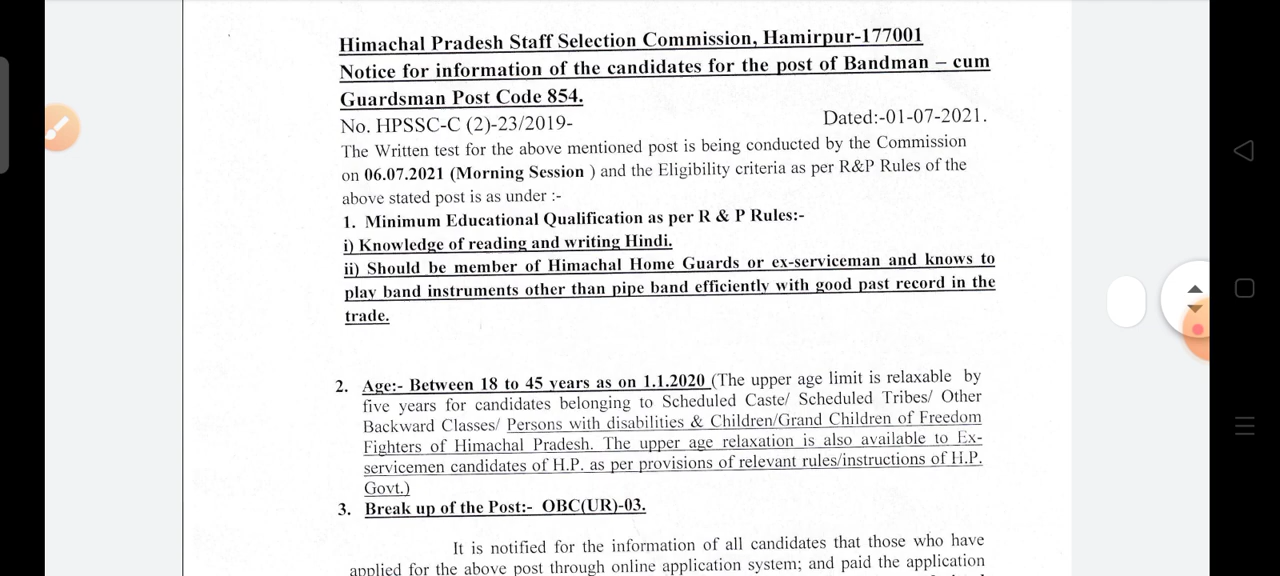 Himachal Pradesh Staff Selection Commission, Hamirpur-177001
Notice for information of the candidates for the post of Bandman – cum
Guardsman Post Code 854.
No. HPSSC-C (2)-23/2019- Dated:-01-07-2021.
The Written test for the above mentioned post is being conducted by the Commission
on 06.07.2021 (Morning Session ) and the Eligibility criteria as per R&P Rules of the
above stated post is as under :-
1. Minimum Educational Qualification as per R & P Rules:-
i) Knowledge of reading and writing Hindi.
ii) Should be member of Himachal Home Guards or ex-serviceman and knows to
play band instruments other than pipe band efficiently with good past record in the
trade.
2. Age:- Between 18 to 45 years as on 1.1.2020 (The upper age limit is relaxable by
five years for candidates belonging to Scheduled Caste/ Scheduled Tribes/ Other
Backward Classes/ Persons with disabilities & Children/Grand Children of Freedom
Fighters of Himachal Pradesh. The upper age relaxation is also available to Ex-
servicemen candidates of H.P. as per provisions of relevant rules/instructions of H.P.
Govt.)
3. Break up of the Post:- OBC(UR)-03.
It is notified for the information of all candidates that those who have
applied for the above post through online application system; and paid the application